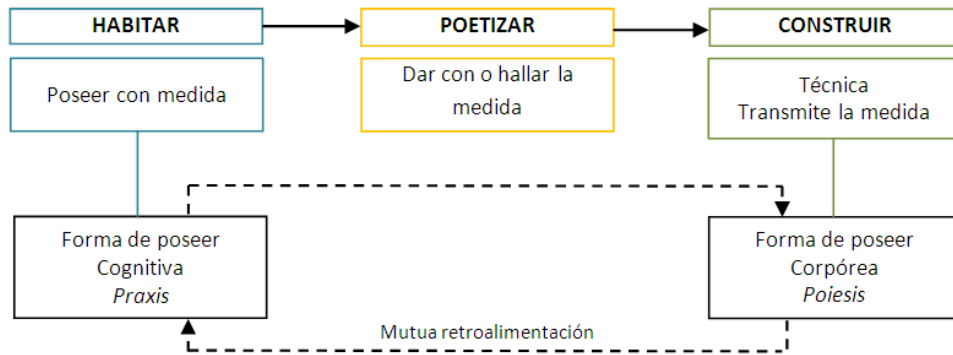 HABITAR
POETIZAR
CONSTRUIR
Poseer con medida
Dar con o hallar la
medida
Técnica
Transmite la medida
Forma de poseer
Cognitiva
Praxis
Forma de poseer
Corpórea
Poiesis
Mutua retroalimentación